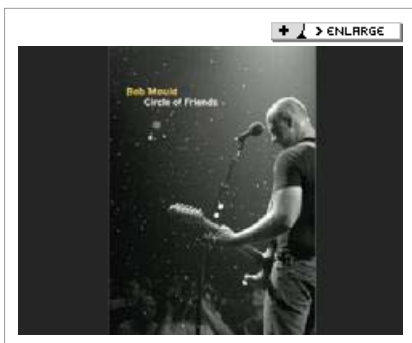 + > ENLARGE
Bob Mould
Circle of Friends